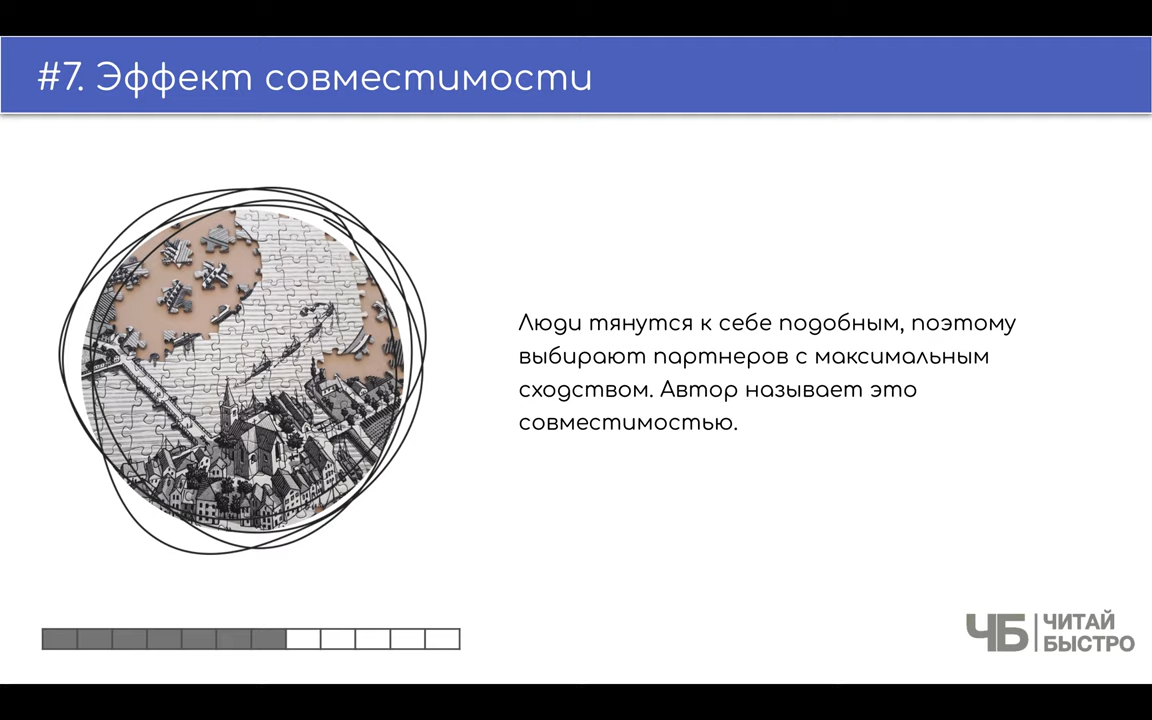 #7. Эффект совместимости
Люди тянутся к себе подобным, поэтому
выбирают партнеров с максимальным
сходством. Автор называет это
совместимостью.
ЧБ
ЧИТАЙ
БЫСТРО